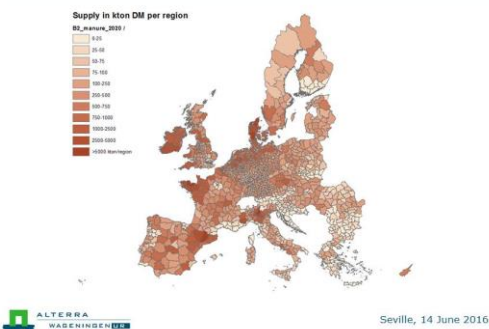 Supply in kton DM per region
B2_manure_2020 /
0-25
25-50
50-75
75-100
100-250
250-500
500-750
750-1000
1000-2500
2500-5000
>5000 kton/region
ALTERRA
WAGENINGEN UR
Seville, 14 June 2016